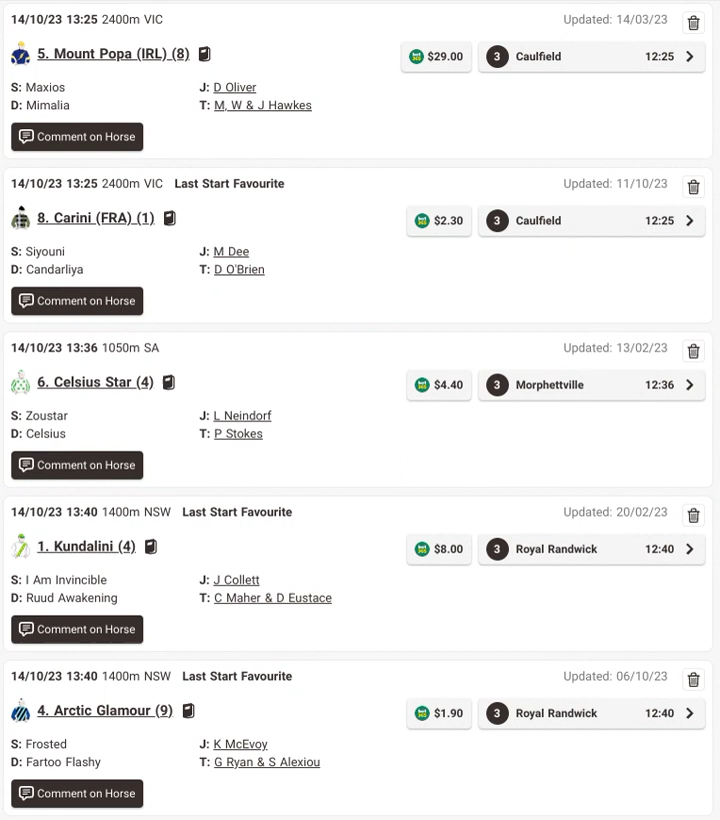 14/10/23 13:25 2400m VIC Updated: 14/03/23
5. Mount Popa (IRL) (8) bet365 $29.00 3 Caulfield 12:25
S: Maxios J: D Oliver
D: Mimalia T: M, W & J Hawkes
Comment on Horse
14/10/23 13:25 2400m VIC Last Start Favourite Updated: 11/10/23
8. Carini (FRA) (1) bet365 $2.30 3 Caulfield 12:25
S: Siyouni J: M Dee
D: Candarliya T: D O'Brien
Comment on Horse
14/10/23 13:36 1050m SA Updated: 13/02/23
6. Celsius Star (4) bet365 $4.40 3 Morphettville 12:36
S: Zoustar J: L Neindorf
D: Celsius T: P Stokes
Comment on Horse
14/10/23 13:40 1400m NSW Last Start Favourite Updated: 20/02/23
1. Kundalini (4) bet365 $8.00 3 Royal Randwick 12:40
S: I Am Invincible J: J Collett
D: Ruud Awakening T: C Maher & D Eustace
Comment on Horse
14/10/23 13:40 1400m NSW Last Start Favourite Updated: 06/10/23
4. Arctic Glamour (9) bet365 $1.90 3 Royal Randwick 12:40
S: Frosted J: K McEvoy
D: Fartoo Flashy T: G Ryan & S Alexiou
Comment on Horse